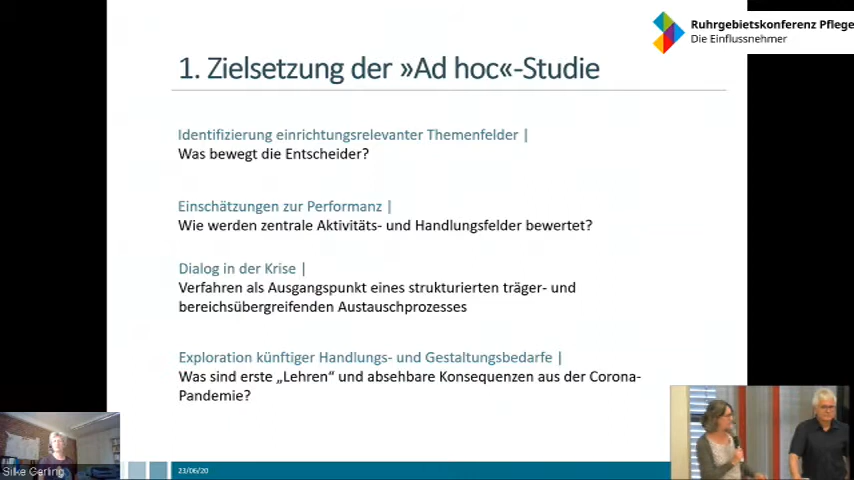 Ruhrgebietskonferenz Pflege
Die Einflussnehmer
1. Zielsetzung der »Ad hoc«-Studie
Identifizierung einrichtungsrelevanter Themenfelder |
Was bewegt die Entscheider?
Einschätzungen zur Performanz |
Wie werden zentrale Aktivitäts- und Handlungsfelder bewertet?
Dialog in der Krise |
Verfahren als Ausgangspunkt eines strukturierten träger- und
bereichsübergreifenden Austauschprozesses
Exploration künftiger Handlungs- und Gestaltungsbedarfe |
Was sind erste „Lehren" und absehbare Konsequenzen aus der Corona-
Pandemie?
Silke Gerling
23/06/20